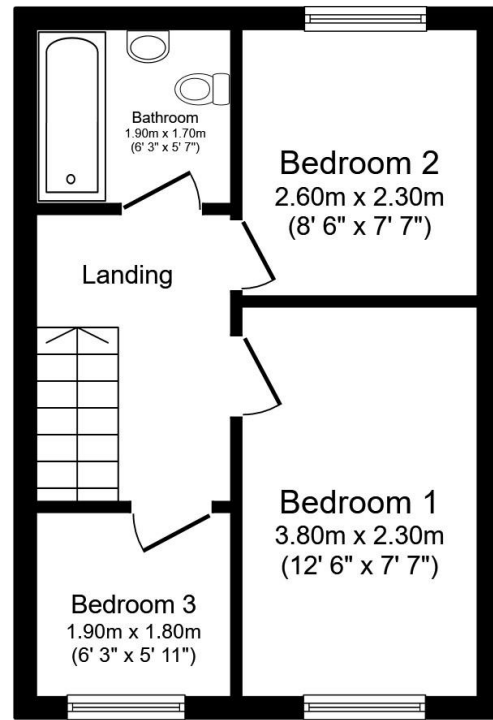 Bathroom
1.90m x 1.70m
(6' 3" x 5' 7")
Bedroom 2
2.60m x 2.30m
(8' 6" x 7' 7")
Landing
Bedroom 1
3.80m x 2.30m
(12' 6" x 7' 7")
Bedroom 3
1.90m x 1.80m
(6' 3" x 5' 11")